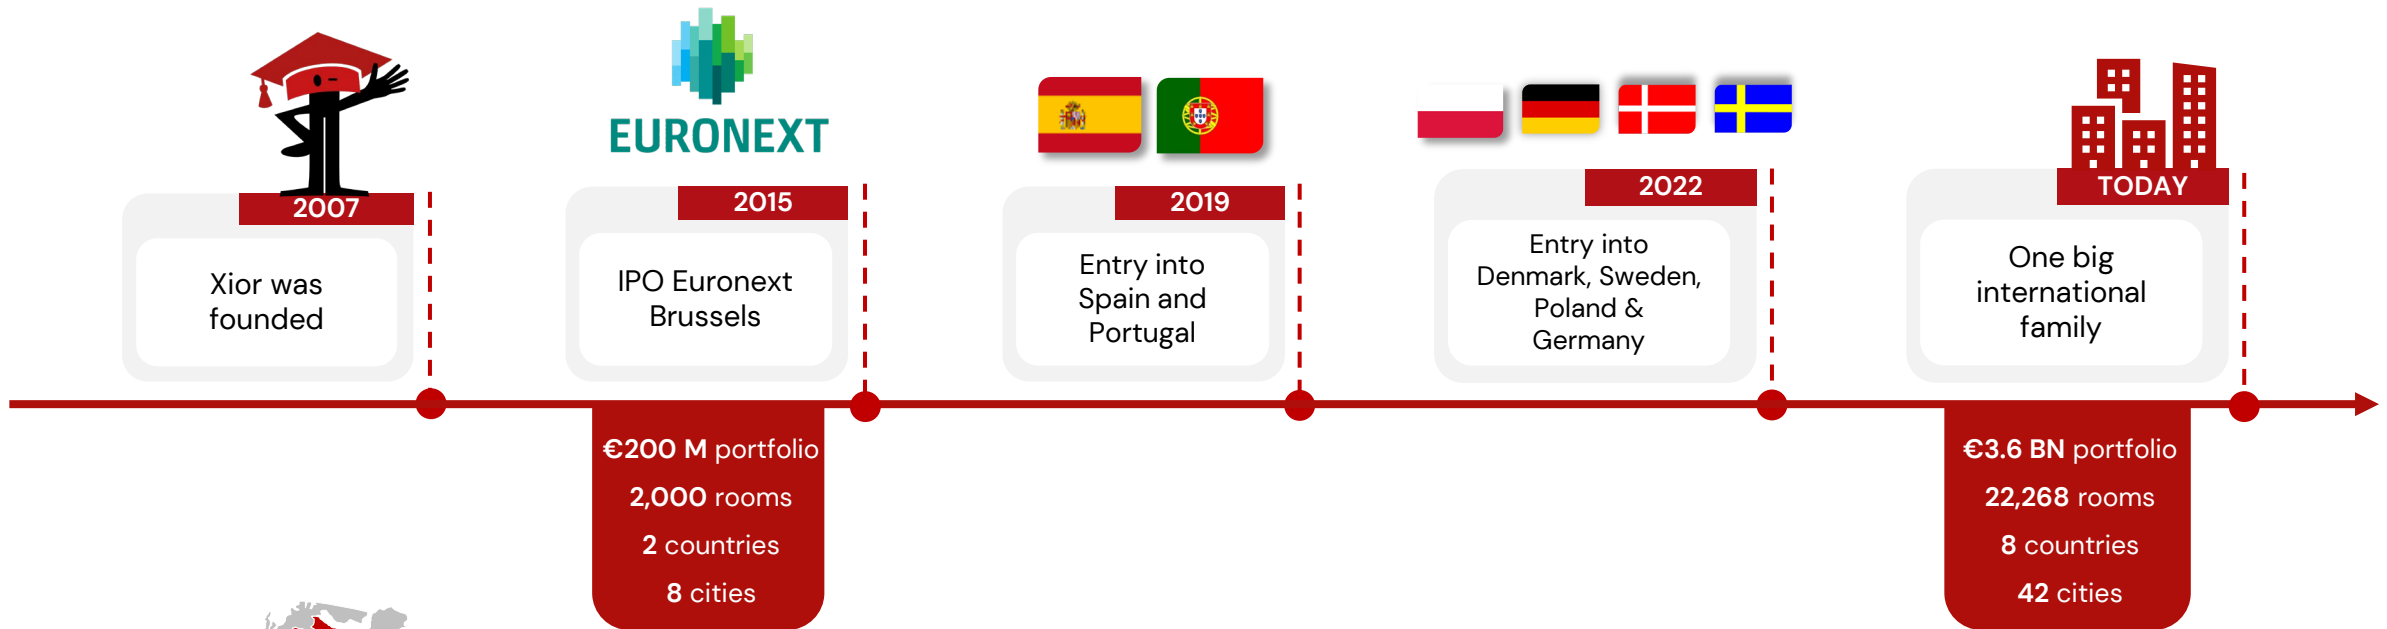 EURONEXT
2007
Xior was
founded
2015
IPO Euronext
Brussels
€200 M portfolio
2,000 rooms
2 countries
8 cities
2019
Entry into
Spain and
Portugal
2022
Entry into
Denmark, Sweden,
Poland &
Germany
TODAY
One big
international
family
€3.6 BN portfolio
22,268 rooms
8 countries
42 cities